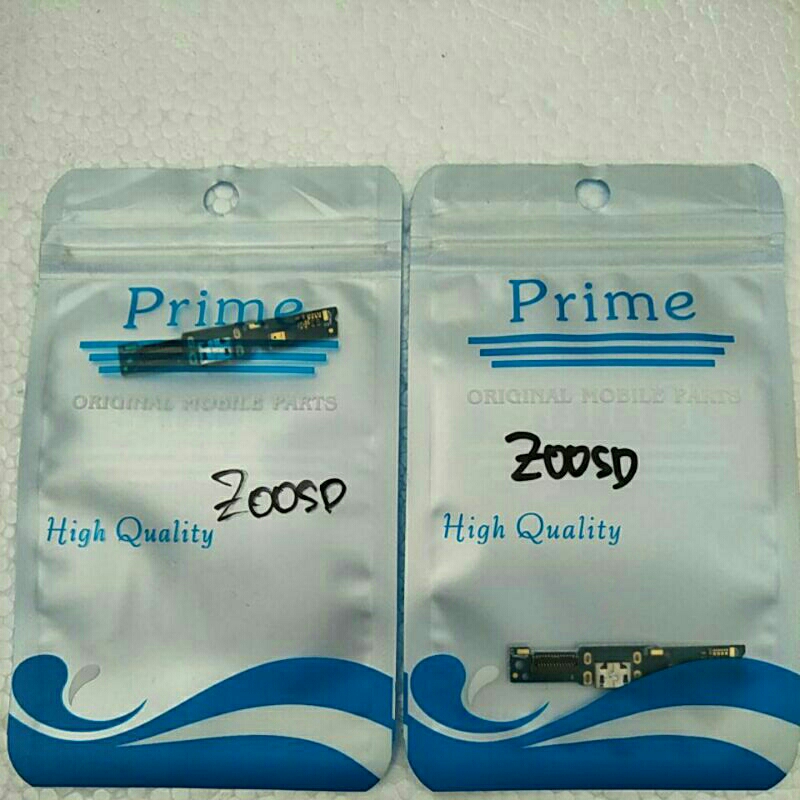 Prime
ORIGINAL MOBILE PARTS
Z00SD
High Quality
Prime
ORIGINAL MOBILE PARTS
Z00SD
High Quality